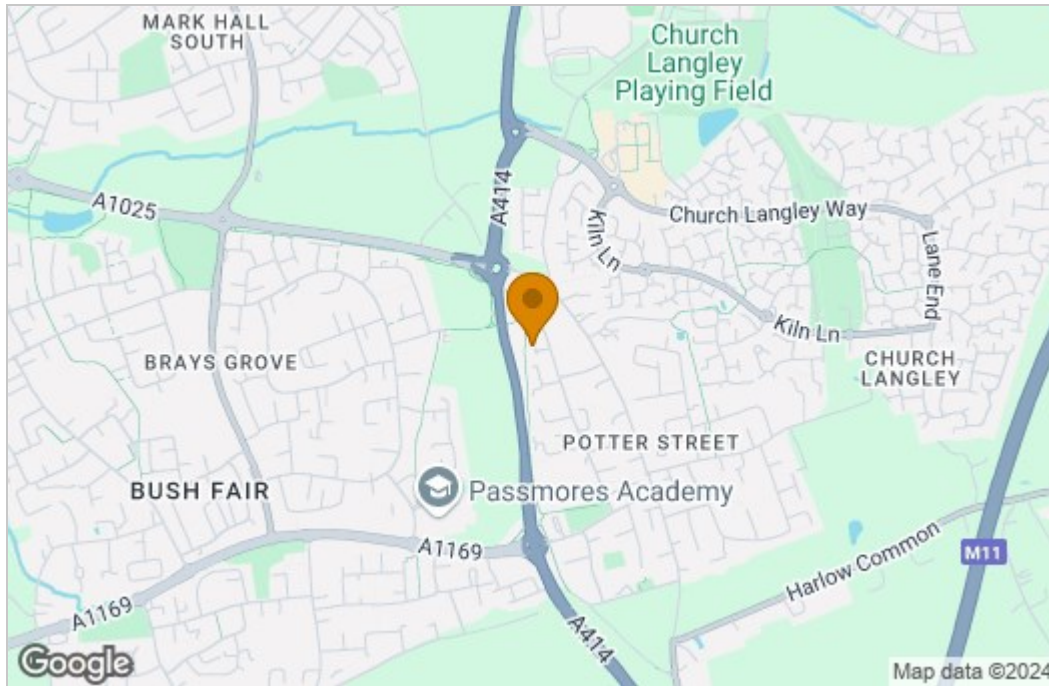 MARK HALL
SOUTH
Church
Langley
Playing Field
A414
A1025
Church Langley Way
Kiln Ln
Lane End
Kiln Ln
BRAYS GROVE
CHURCH
LANGLEY
POTTER STREET
BUSH FAIR
Passmores Academy
A1169
M11
Harlow Common
A1169
A414
Google
Map data ©2024